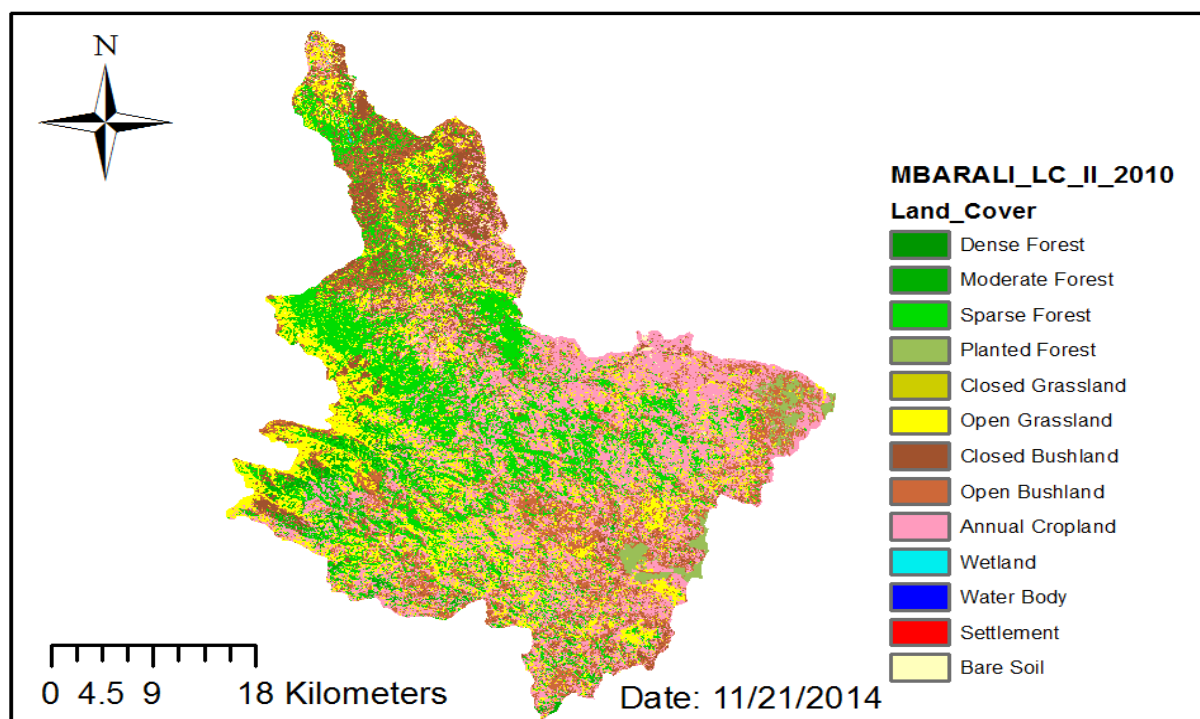 N
MBARALI_LC_II_2010
Land_Cover
Dense Forest
Moderate Forest
Sparse Forest
Planted Forest
Closed Grassland
Open Grassland
Closed Bushland
Open Bushland
Annual Cropland
Wetland
Water Body
Settlement
Bare Soil
0 4.5 9 18 Kilometers
Date: 11/21/2014